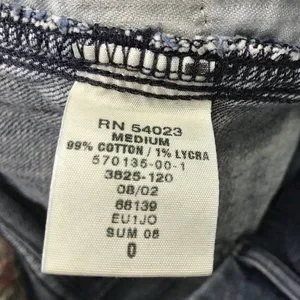 RN 54023
MEDIUM
99% COTTON / 1% LYCRA
570135-00-1
3825-120
08/02
66139
EU1JO
SUM 08
0